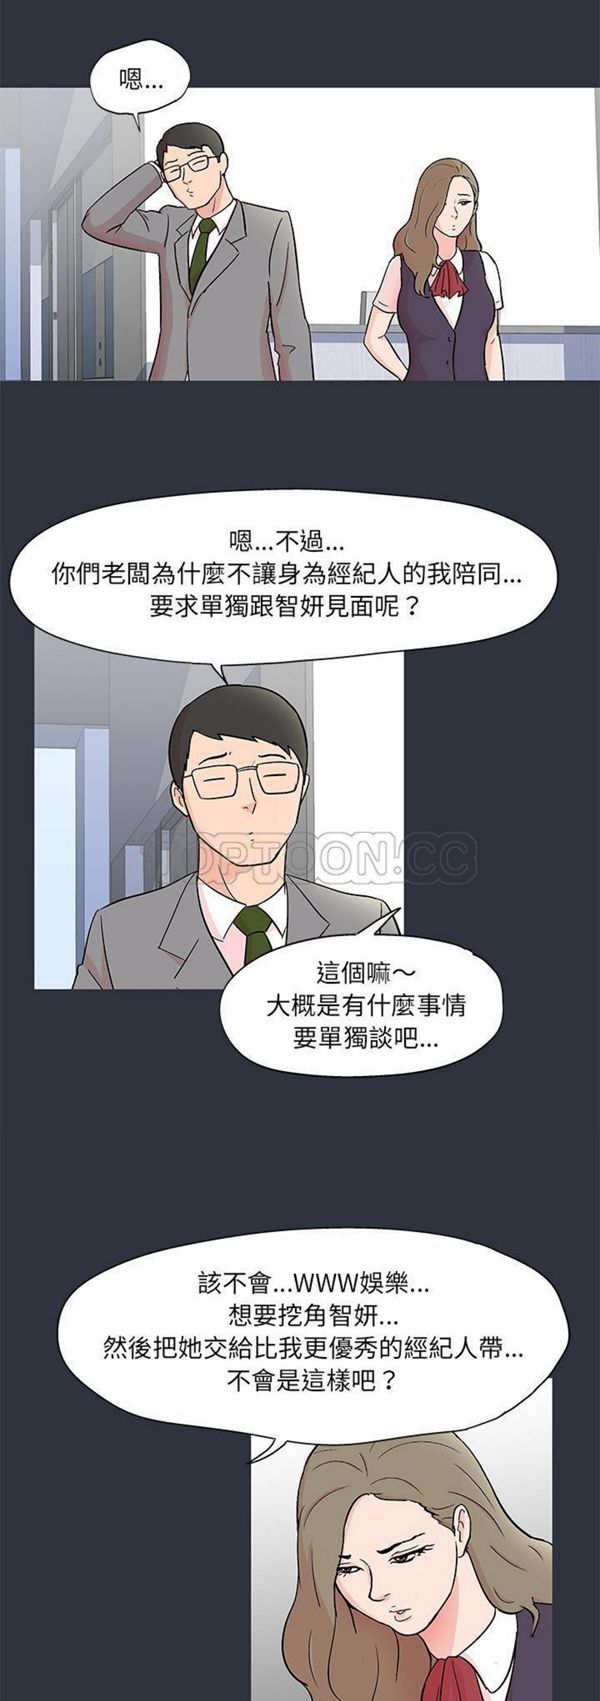 嗯...
嗯...不過...
你們老闆為什麼不讓身為經紀人的我陪同...
要求單獨跟智妍見面呢？
TOPTOON.CC
這個嘛～
大概是有什麼事情
要單獨談吧...
該不會...WWW娛樂...
想要挖角智妍...
然後把她交給比我更優秀的經紀人帶...
不會是這樣吧？